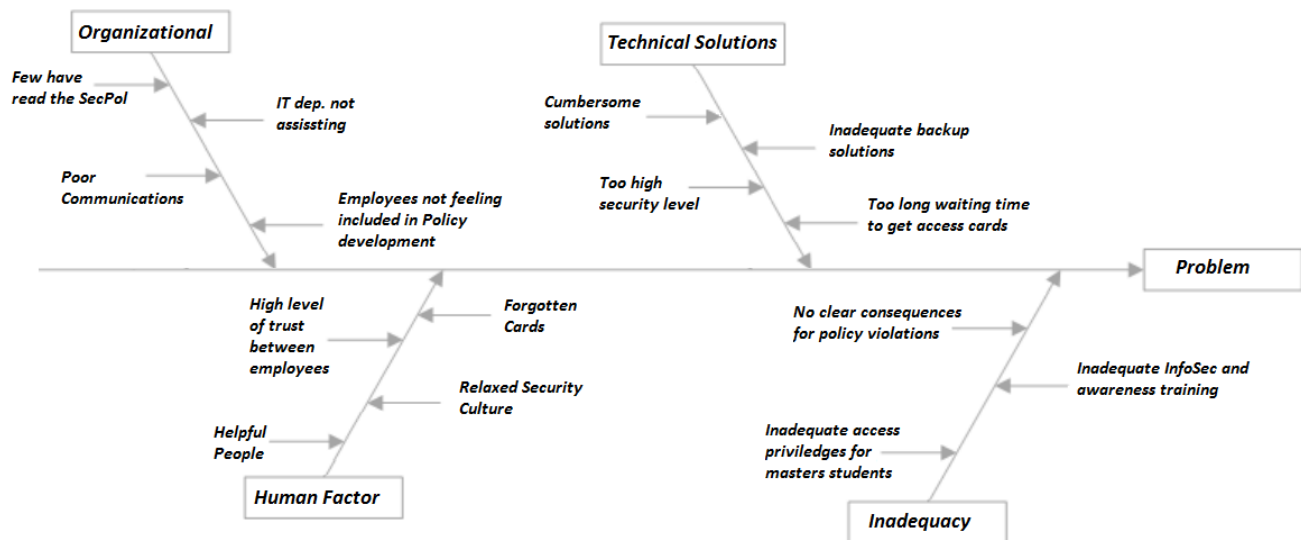 Organizational
Few have
read the SecPol
IT dep. not
assissting
Poor
Communications
Employees not feeling
included in Policy
development
Technical Solutions
Cumbersome
solutions
Inadequate backup
solutions
Too high
security level
Too long waiting time
to get access cards
Problem
High level
of trust
between
employees
Forgotten
Cards
Relaxed Security
Culture
Helpful
People
Human Factor
No clear consequences
for policy violations
Inadequate InfoSec and
awareness training
Inadequate access
priviledges for
masters students
Inadequacy